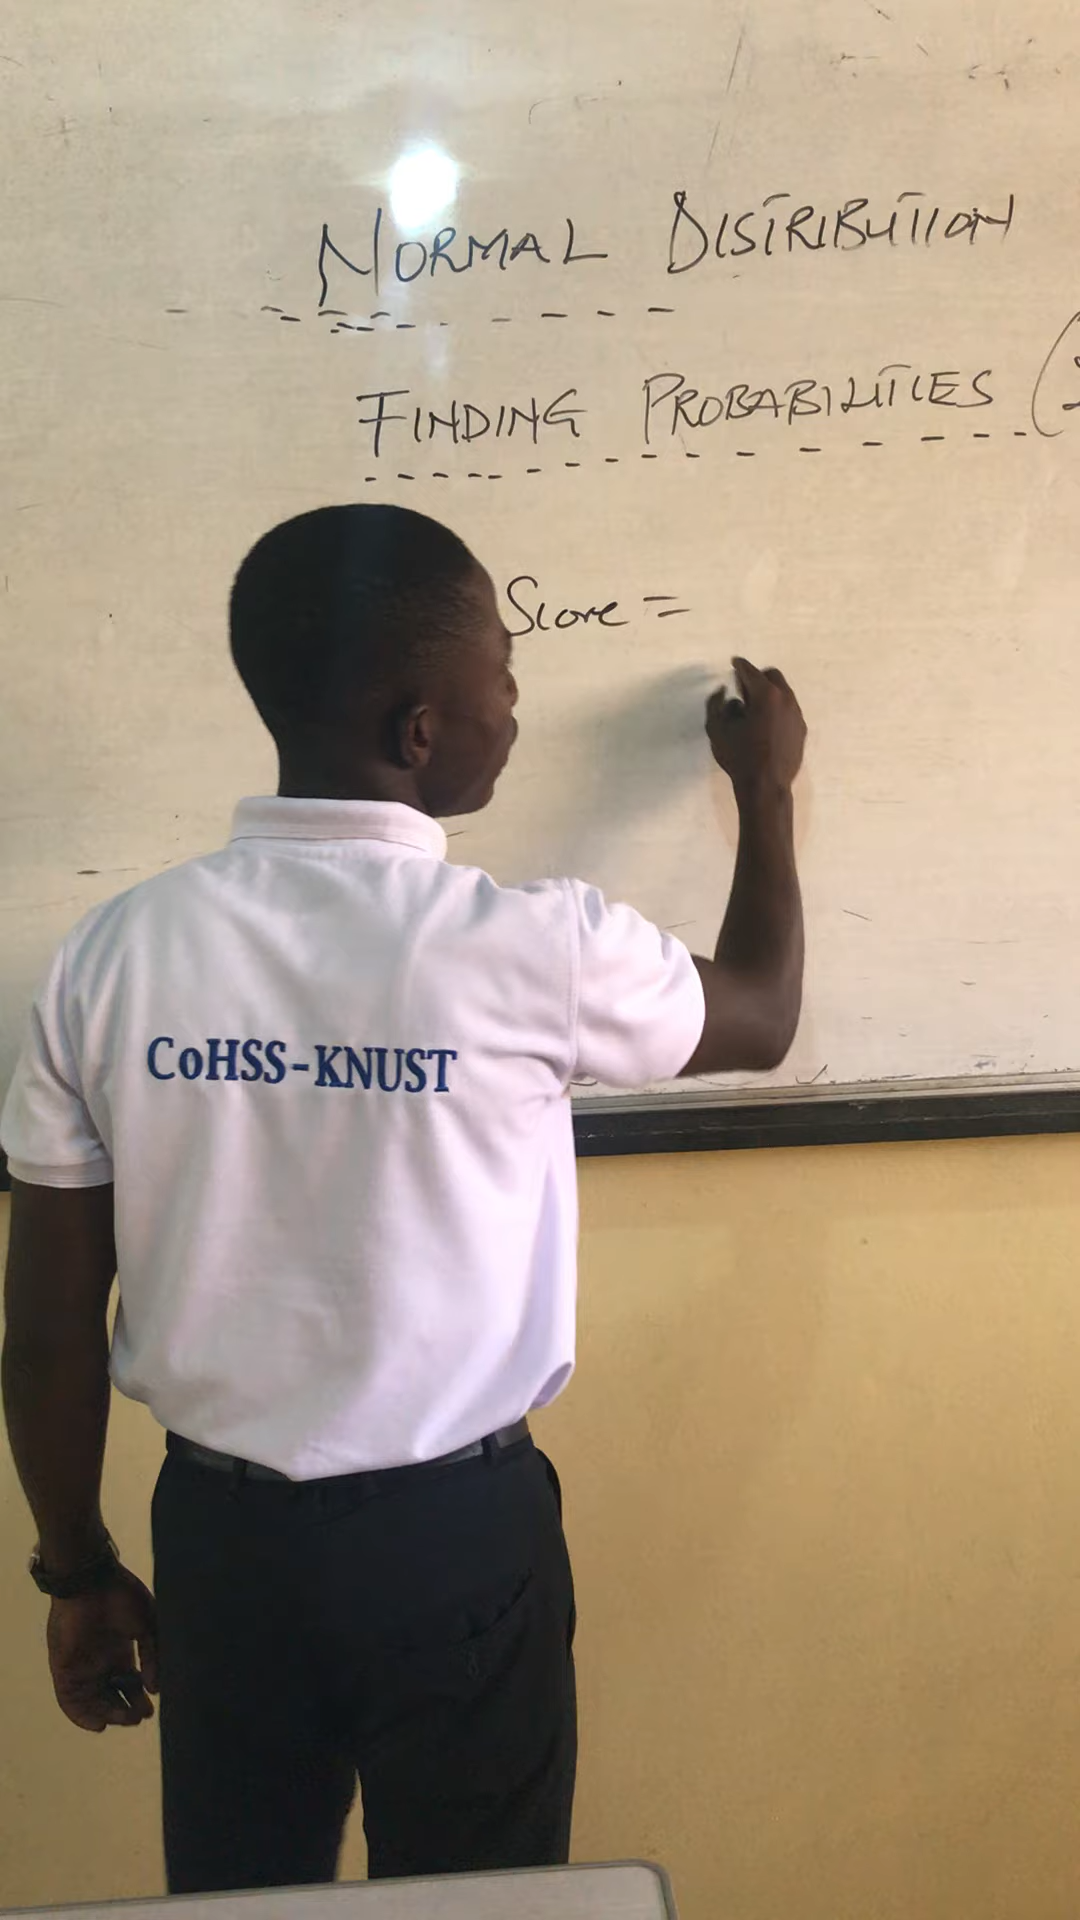 NORMAL DISTRIBUTION
FINDING PROBABILITIES (
Score =
CoHSS-KNUST